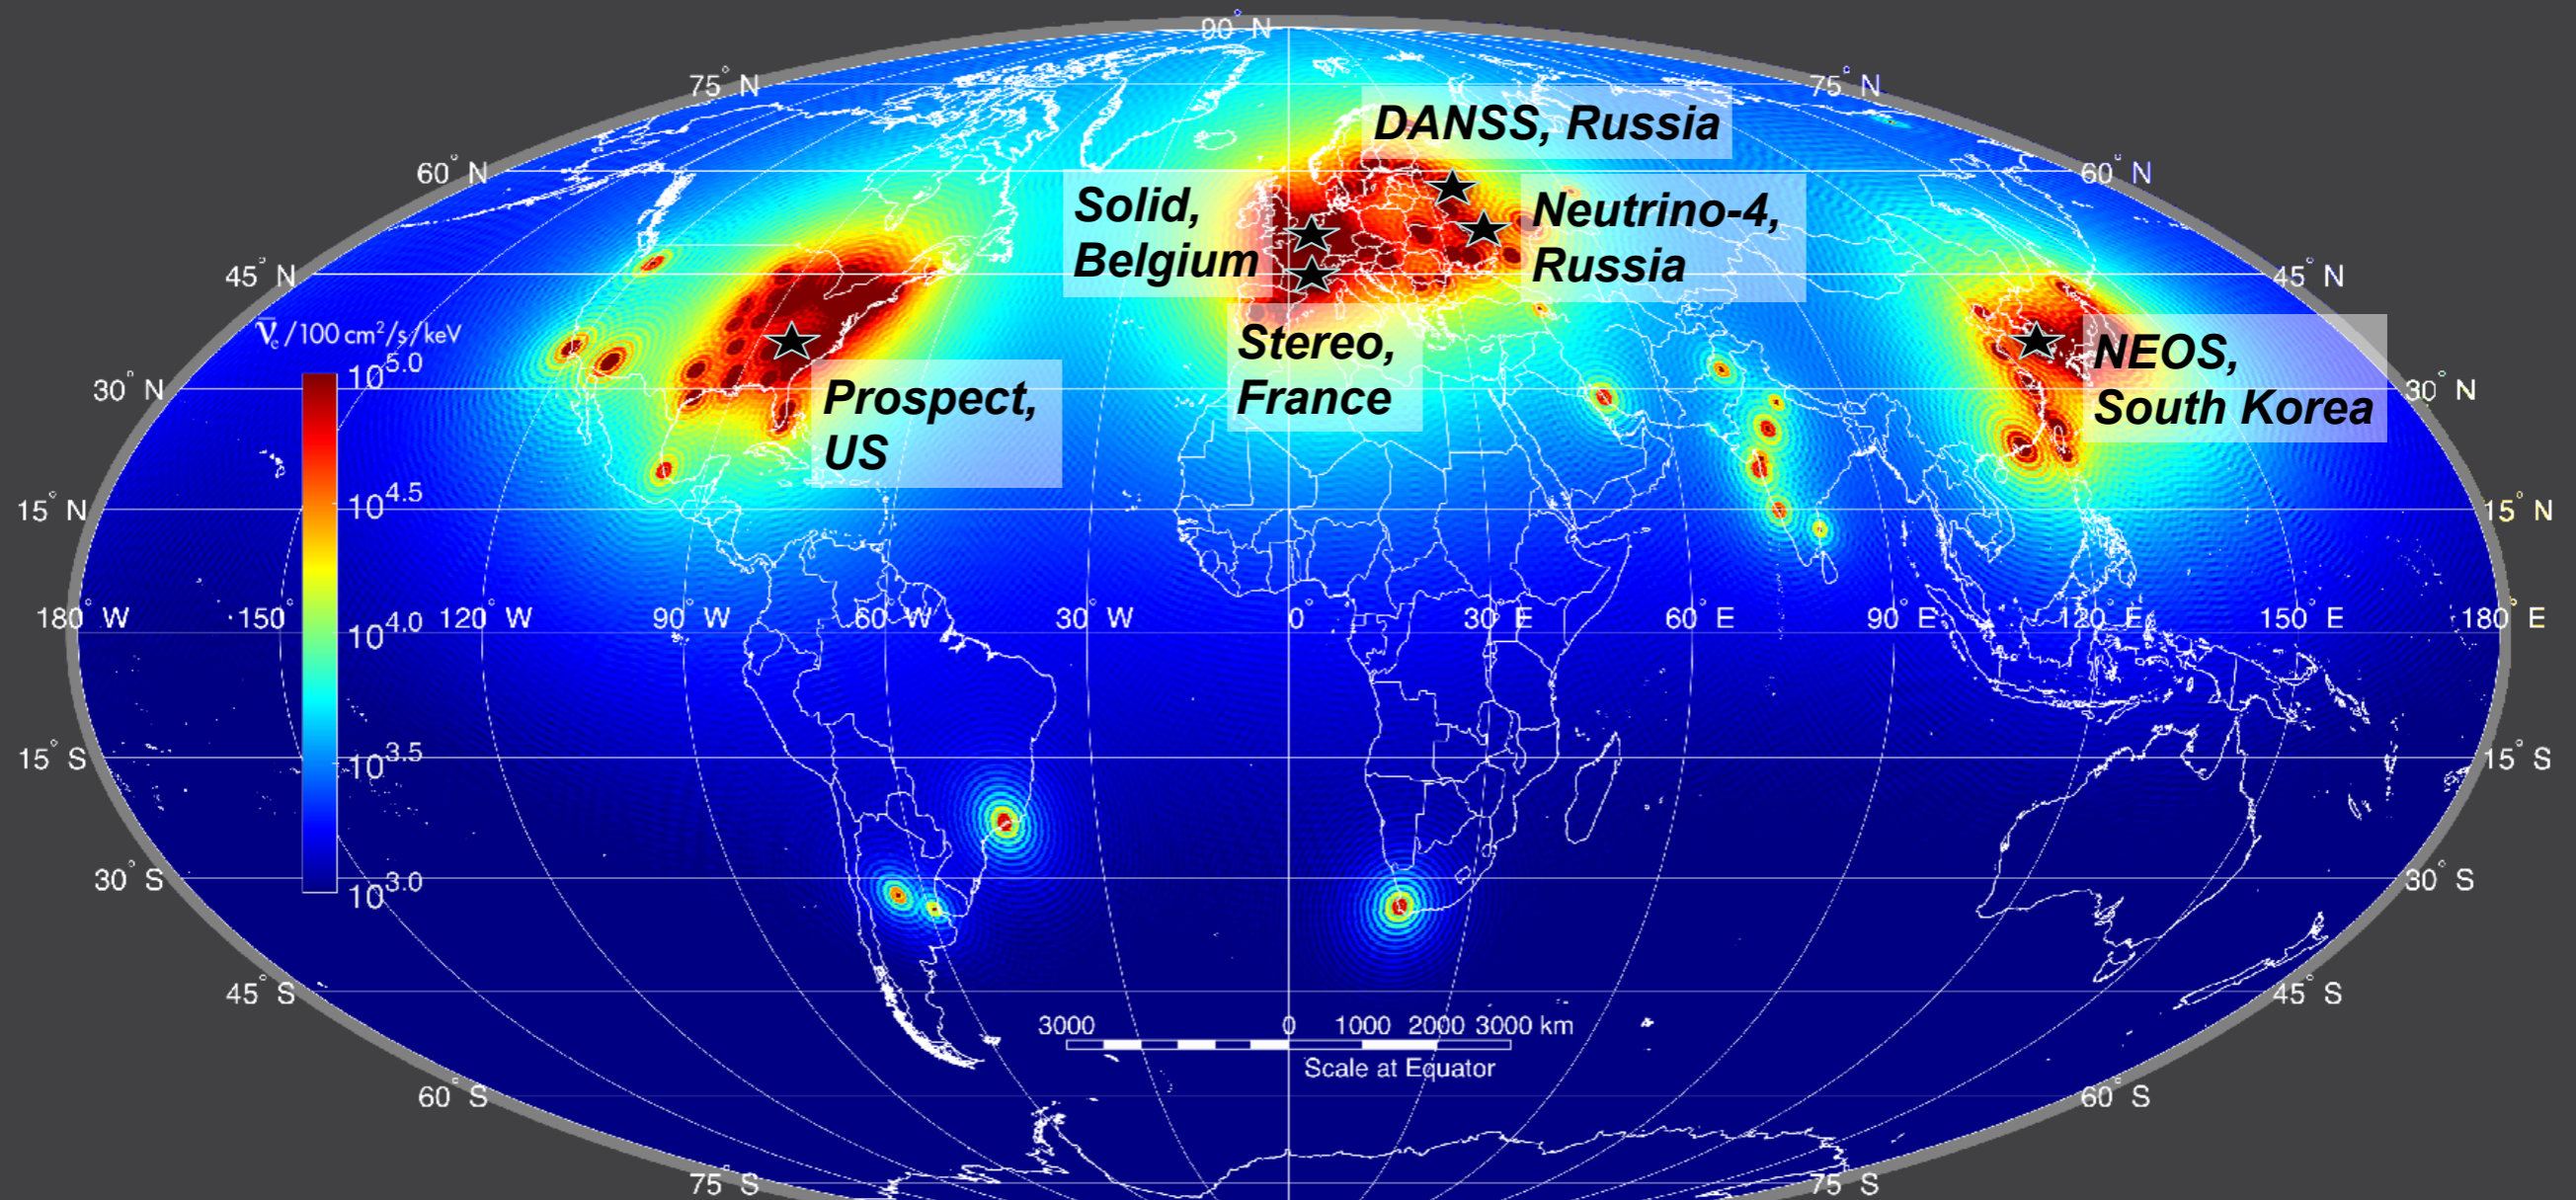 90° N
75° N
75° N
DANSS, Russia
60° N
60° N
Solid,
Belgium
Neutrino-4,
Russia
45° N
45° N
ν̅e/100 cm²/s/keV
Stereo,
France
NEOS,
South Korea
10^5.0
30° N
30° N
Prospect,
US
10^4.5
15° N
15° N
10^4.0
180° W
150°
120° W
90° W
60° W
30° W
0°
30° E
60° E
90° E
120° E
150° E
180° E
10^3.5
15° S
15° S
10^3.0
30° S
30° S
45° S
45° S
3000 0 1000 2000 3000 km
Scale at Equator
60° S
60° S
75° S
75° S